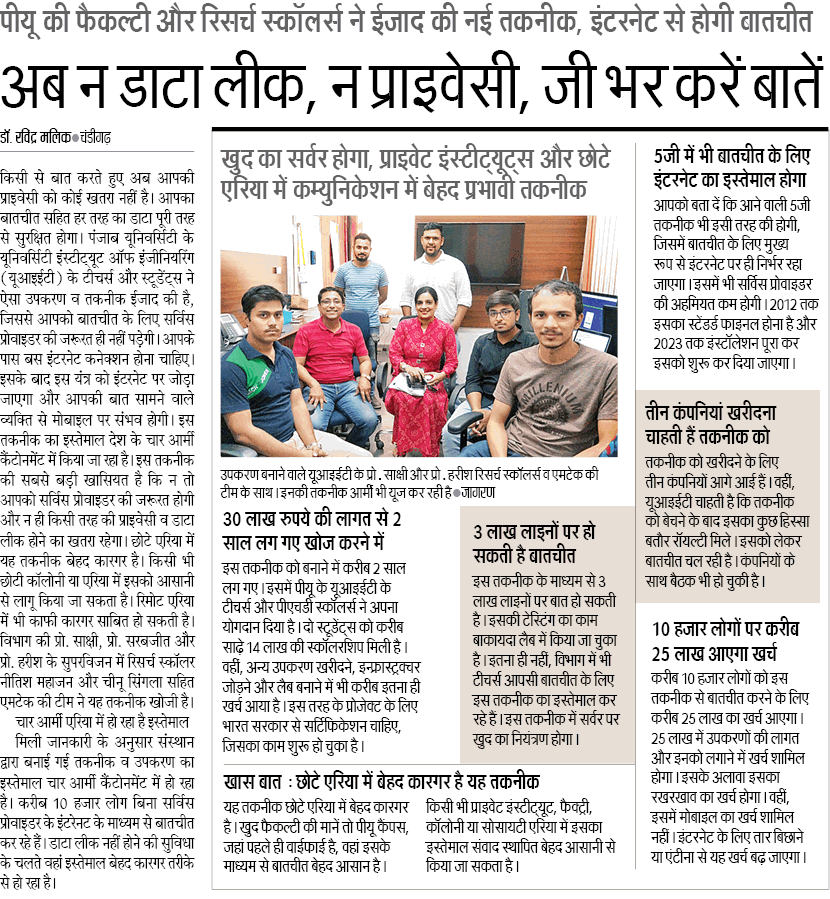 पीयू की फैकल्टी और रिसर्च स्कॉलर्स ने ईजाद की नई तकनीक, इंटरनेट से होगी बातचीत
अब न डाटा लीक, न प्राइवेसी, जी भर करें बातें
डॉ. रविंद्र मलिक●चंडीगढ़
किसी से बात करते हुए अब आपकी
प्राइवेसी को कोई खतरा नहीं है। आपका
बातचीत सहित हर तरह का डाटा पूरी तरह
से सुरक्षित होगा। पंजाब यूनिवर्सिटी के
यूनिवर्सिटी इंस्टीट्यूट ऑफ इंजीनियरिंग
(यूआइईटी) के टीचर्स और स्टूडेंट्स ने
ऐसा उपकरण व तकनीक ईजाद की है,
जिससे आपको बातचीत के लिए सर्विस
प्रोवाइडर की जरूरत ही नहीं पड़ेगी। आपके
पास बस इंटरनेट कनेक्शन होना चाहिए।
इसके बाद इस यंत्र को इंटरनेट पर जोड़ा
जाएगा और आपकी बात सामने वाले
व्यक्ति से मोबाइल पर संभव होगी। इस
तकनीक का इस्तेमाल देश के चार आर्मी
कैंटोनमेंट में किया जा रहा है। इस तकनीक
की सबसे बड़ी खासियत है कि न तो
आपको सर्विस प्रोवाइडर की जरूरत होगी
और न ही किसी तरह की प्राइवेसी व डाटा
लीक होने का खतरा रहेगा। छोटे एरिया में
यह तकनीक बेहद कारगर है। किसी भी
छोटी कॉलोनी या एरिया में इसको आसानी
से लागू किया जा सकता है। रिमोट एरिया
में भी काफी कारगर साबित हो सकती है।
विभाग की प्रो. साक्षी, प्रो. सरबजीत और
प्रो. हरीश के सुपरविजन में रिसर्च स्कॉलर
नीतिश महाजन और चीनू सिंगला सहित
एमटेक की टीम ने यह तकनीक खोजी है।
चार आर्मी एरिया में हो रहा है इस्तेमाल
मिली जानकारी के अनुसार संस्थान
द्वारा बनाई गई तकनीक व उपकरण का
इस्तेमाल चार आर्मी कैंटोनमेंट में हो रहा
है। करीब 10 हजार लोग बिना सर्विस
प्रोवाइडर के इंटरेनट के माध्यम से बातचीत
कर रहे हैं। डाटा लीक नहीं होने की सुविधा
के चलते वहां इस्तेमाल बेहद कारगर तरीके
से हो रहा है।
खुद का सर्वर होगा, प्राइवेट इंस्टीट्यूट्स और छोटे
एरिया में कम्युनिकेशन में बेहद प्रभावी तकनीक
उपकरण बनाने वाले यूआइईटी के प्रो. साक्षी और प्रो. हरीश रिसर्च स्कॉलर्स व एमटेक की
टीम के साथ। इनकी तकनीक आर्मी भी यूज कर रही है●जागरण
30 लाख रुपये की लागत से 2
साल लग गए खोज करने में
इस तकनीक को बनाने में करीब 2 साल
लग गए। इसमें पीयू के यूआइईटी के
टीचर्स और पीएचडी स्कॉलर्स ने अपना
योगदान दिया है। दो स्टूडेंट्स को करीब
साढ़े 14 लाख की स्कॉलरशिप मिली है।
वहीं, अन्य उपकरण खरीदने, इन्फ्रास्ट्रक्चर
जोड़ने और लैब बनाने में भी करीब इतना ही
खर्च आया है। इस तरह के प्रोजेक्ट के लिए
भारत सरकार से सर्टिफिकेशन चाहिए,
जिसका काम शुरू हो चुका है।
3 लाख लाइनों पर हो
सकती है बातचीत
इस तकनीक के माध्यम से 3
लाख लाइनों पर बात हो सकती
है। इसकी टेस्टिंग का काम
बाकायदा लैब में किया जा चुका
है। इतना ही नहीं, विभाग में भी
टीचर्स आपसी बातचीत के लिए
इस तकनीक का इस्तेमाल कर
रहे हैं। इस तकनीक में सर्वर पर
खुद का नियंत्रण होगा।
खास बात : छोटे एरिया में बेहद कारगर है यह तकनीक
यह तकनीक छोटे एरिया में बेहद कारगर
है। खुद फैकल्टी की मानें तो पीयू कैंपस,
जहां पहले ही वाईफाई है, वहां इसके
माध्यम से बातचीत बेहद आसान है।
किसी भी प्राइवेट इंस्टीट्यूट, फैक्ट्री,
कॉलोनी या सोसायटी एरिया में इसका
इस्तेमाल संवाद स्थापित बेहद आसानी से
किया जा सकता है।
5जी में भी बातचीत के लिए
इंटरनेट का इस्तेमाल होगा
आपको बता दें कि आने वाली 5जी
तकनीक भी इसी तरह की होगी,
जिसमें बातचीत के लिए मुख्य
रूप से इंटरनेट पर ही निर्भर रहा
जाएगा। इसमें भी सर्विस प्रोवाइडर
की अहमियत कम होगी। 2012 तक
इसका स्टेंडर्ड फाइनल होना है और
2023 तक इंस्टॉलेशन पूरा कर
इसको शुरू कर दिया जाएगा।
तीन कंपनियां खरीदना
चाहती हैं तकनीक को
तकनीक को खरीदने के लिए
तीन कंपनियों आगे आई हैं। वहीं,
यूआइईटी चाहती है कि तकनीक
को बेचने के बाद इसका कुछ हिस्सा
बतौर रॉयल्टी मिले। इसको लेकर
बातचीत चल रही है। कंपनियों के
साथ बैठक भी हो चुकी है।
10 हजार लोगों पर करीब
25 लाख आएगा खर्च
करीब 10 हजार लोगों को इस
तकनीक से बातचीत करने के लिए
करीब 25 लाख का खर्च आएगा।
25 लाख में उपकरणों की लागत
और इनको लगाने में खर्च शामिल
होगा। इसके अलावा इसका
रखरखाव का खर्च होगा। वहीं,
इसमें मोबाइल का खर्च शामिल
नहीं। इंटरनेट के लिए तार बिछाने
या एंटीना से यह खर्च बढ़ जाएगा।
MILLENIUM